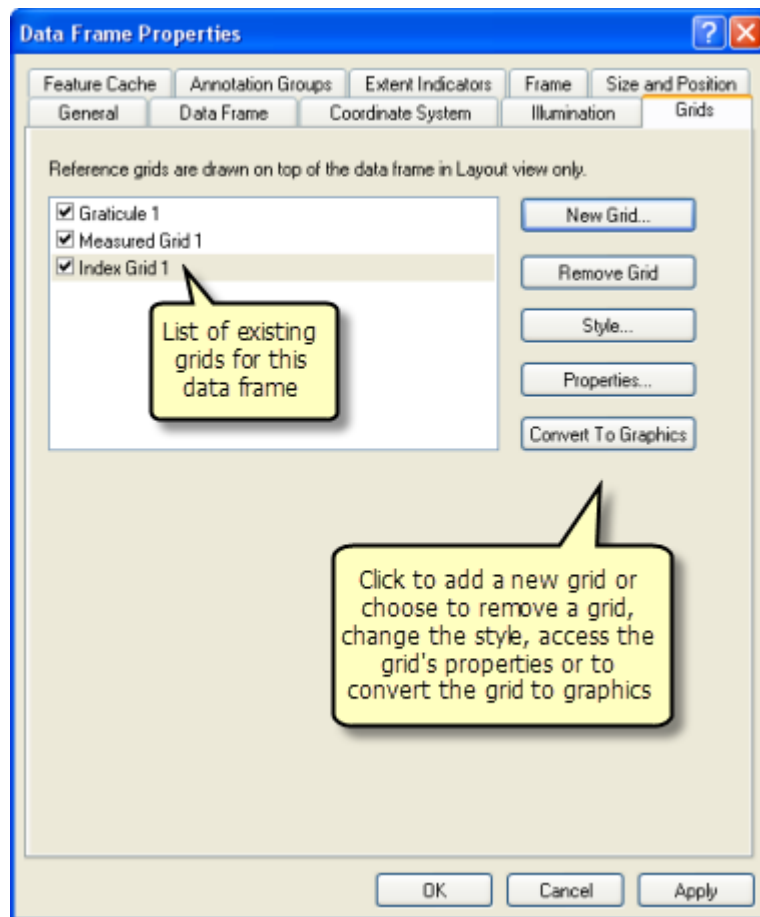 Data Frame Properties
Feature Cache
Annotation Groups
Extent Indicators
Frame
Size and Position
General
Data Frame
Coordinate System
Illumination
Grids
Reference grids are drawn on top of the data frame in Layout view only.
Graticule 1
Measured Grid 1
Index Grid 1
New Grid...
Remove Grid
Style...
Properties...
Convert To Graphics
List of existing
grids for this
data frame
Click to add a new grid or
choose to remove a grid,
change the style, access the
grid's properties or to
convert the grid to graphics
OK
Cancel
Apply